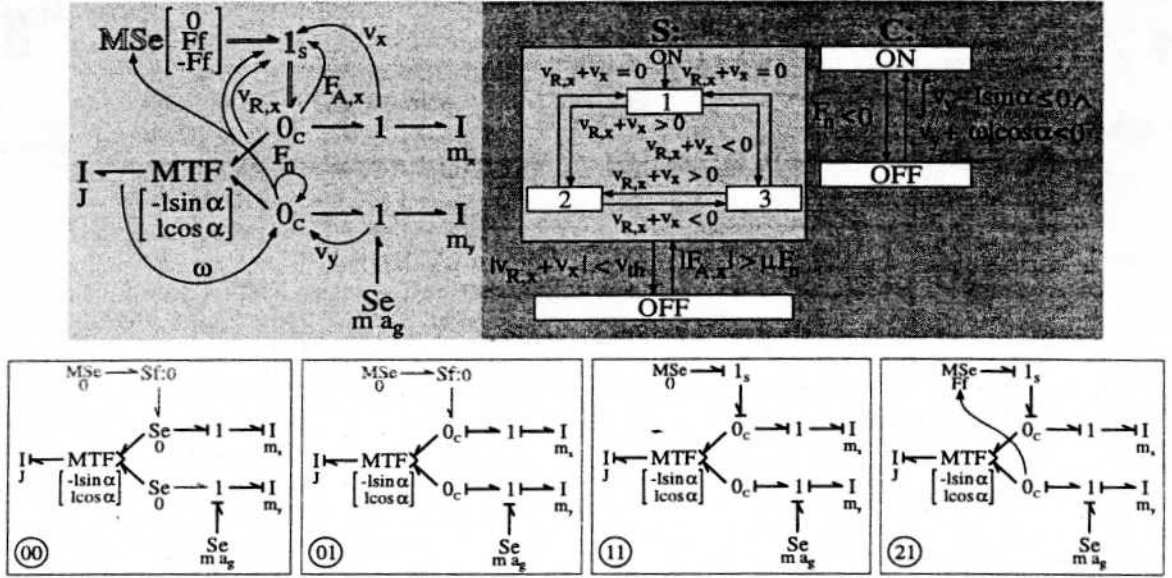 S:
C:
MSe [0 Ff -Ff]
1s
vx
ON
ON
vR,x+vx = 0
vR,x+vx = 0
1
vR,x
FA,x
vR,x+vx > 0
Fn<0
0c
1
I
mx
vR,x+vx < 0
Fn
I
J
MTF
[-lsin α
lcos α]
vR,x+vx > 0
OFF
2
3
0c
1
I
my
vR,x+vx < 0
vy
ω
|vR,x+vx| < vth
|FA,x| > μFn
Se
m ag
OFF
MSe
0
Sf:0
Se
0
1
I
mx
I
J
MTF
[-lsin α
lcos α]
Se
0
1
I
my
00
Se
m ag
MSe
0
Sf:0
0c
1
I
mx
I
J
MTF
[-lsin α
lcos α]
0c
1
I
my
01
Se
m ag
MSe
0
1s
0c
1
I
mx
I
J
MTF
[-lsin α
lcos α]
0c
1
I
my
11
Se
m ag
MSe
Ff
1s
0c
1
I
mx
I
J
MTF
[-lsin α
lcos α]
0c
1
I
my
21
Se
m ag